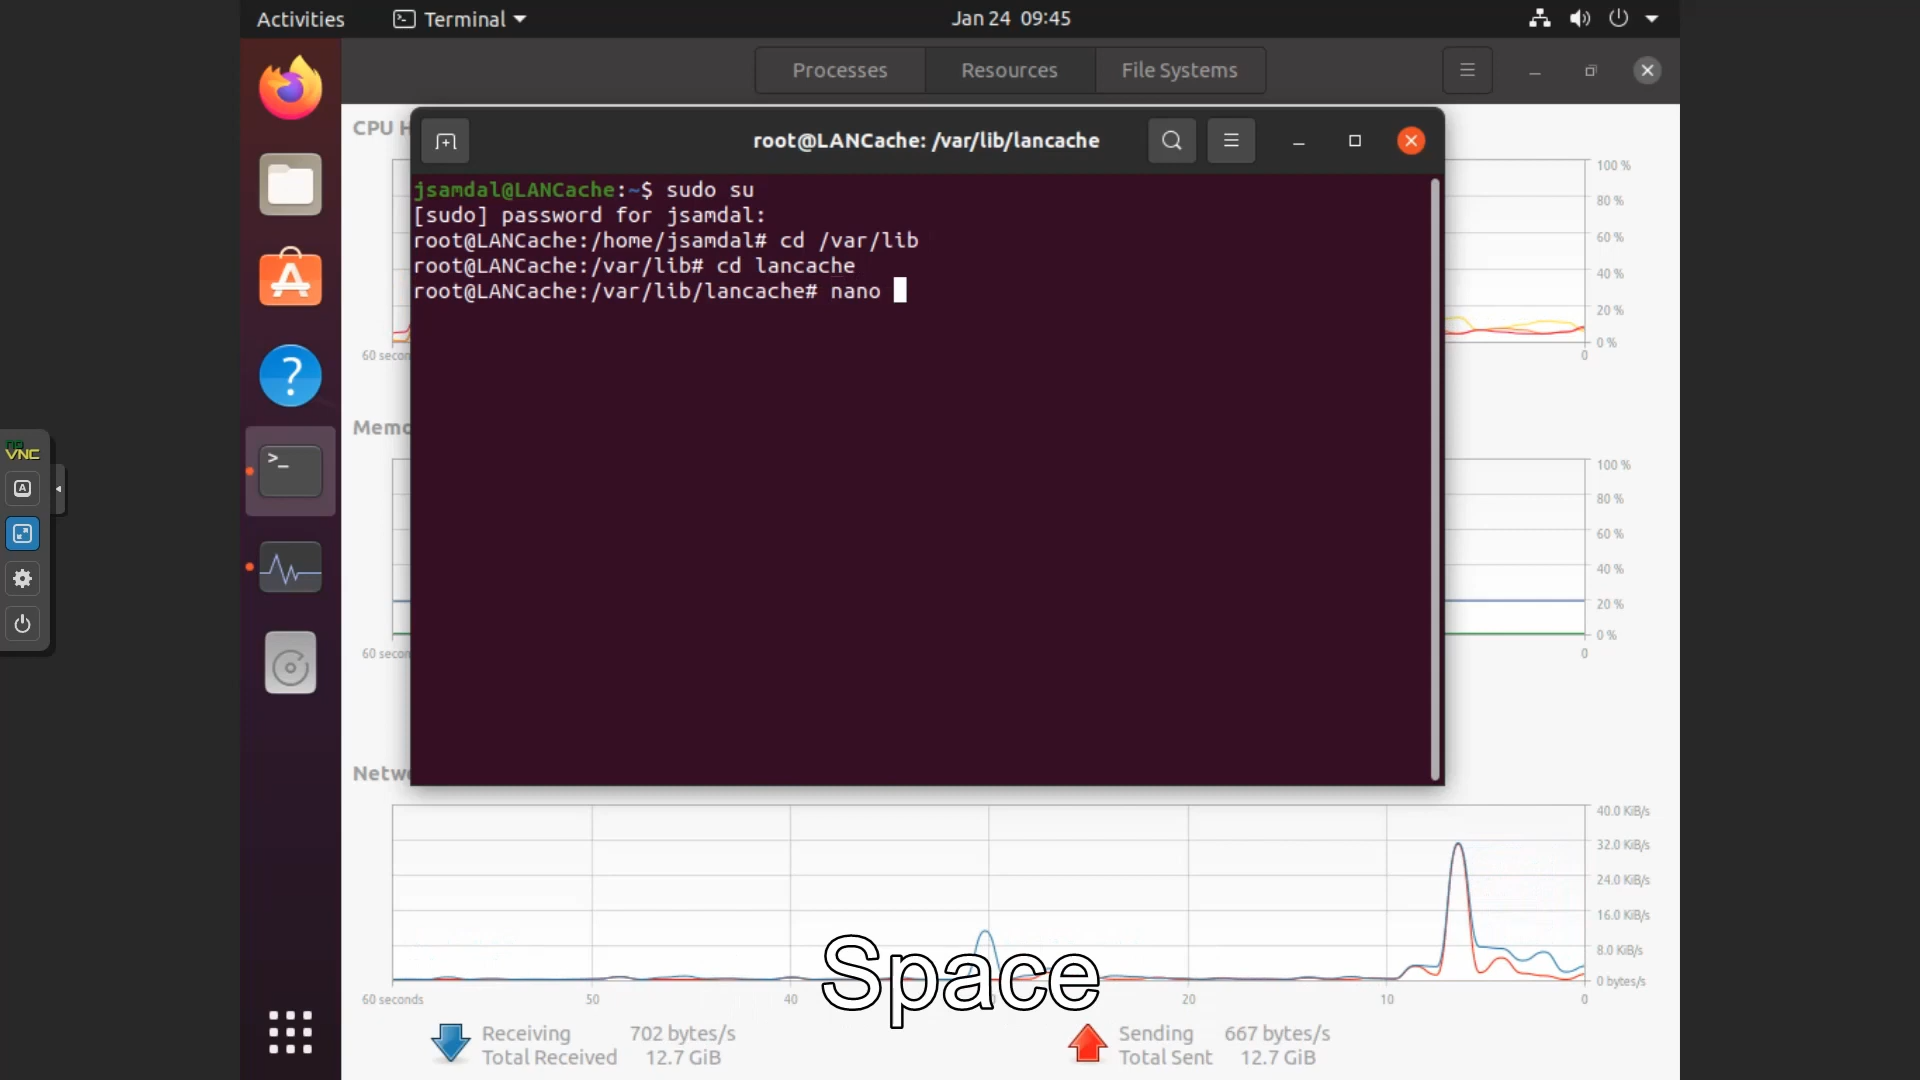 Activities
Terminal
Jan 24 09:45
Processes
Resources
File Systems
CPU H
root@LANCache: /var/lib/lancache
jsamdal@LANCache:~$ sudo su
[sudo] password for jsamdal:
root@LANCache:/home/jsamdal# cd /var/lib
root@LANCache:/var/lib# cd lancache
root@LANCache:/var/lib/lancache# nano
100 %
80 %
60 %
40 %
20 %
0 %
60 secon
0
Memo
100 %
80 %
60 %
40 %
20 %
0 %
60 secon
0
no
VNC
A
Netw
40.0 KiB/s
32.0 KiB/s
24.0 KiB/s
16.0 KiB/s
8.0 KiB/s
0 bytes/s
60 seconds
50
40
20
10
0
Space
Receiving 702 bytes/s
Total Received 12.7 GiB
Sending 667 bytes/s
Total Sent 12.7 GiB